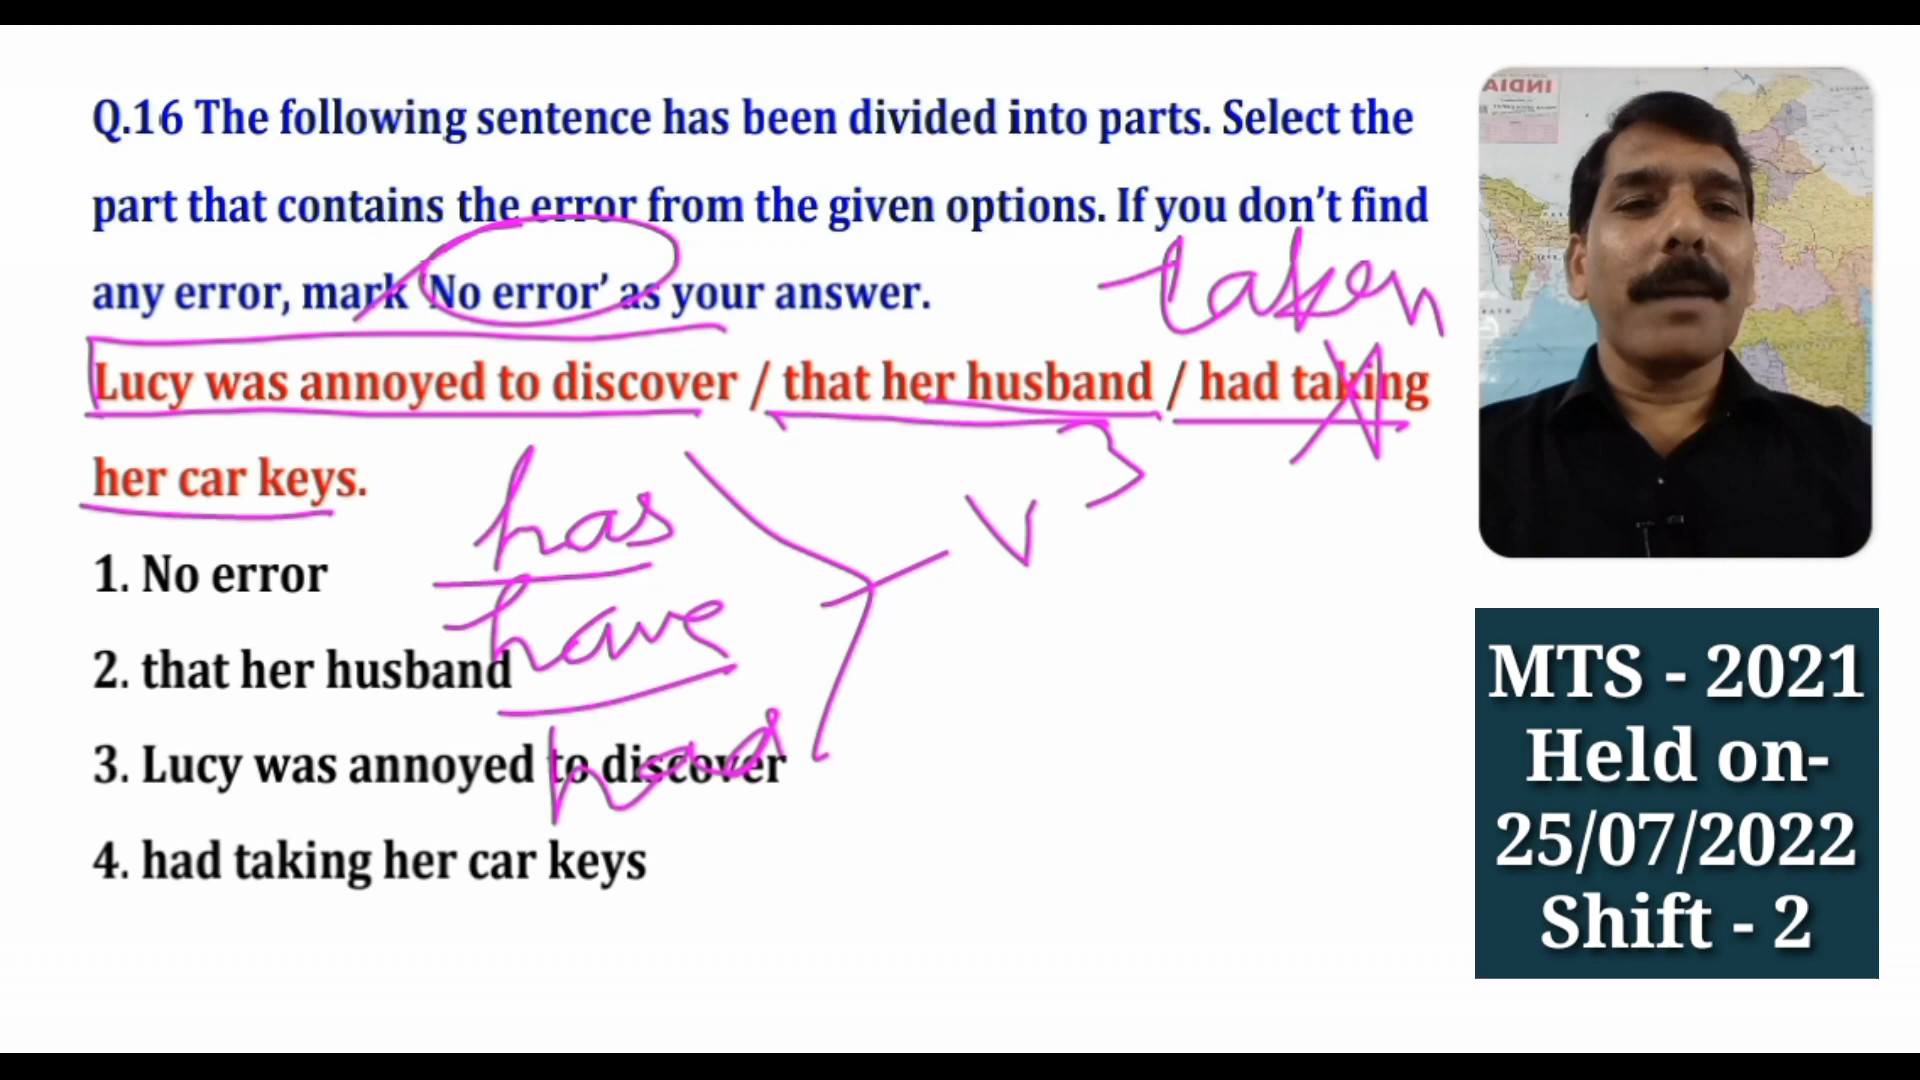 Q.16 The following sentence has been divided into parts. Select the
part that contains the error from the given options. If you don't find
any error, mark 'No error' as your answer.
taken
Lucy was annoyed to discover / that her husband / had taking
her car keys.
has
have
had
V3
1. No error
2. that her husband
3. Lucy was annoyed to discover
4. had taking her car keys
INDIA
MTS - 2021
Held on-
25/07/2022
Shift - 2